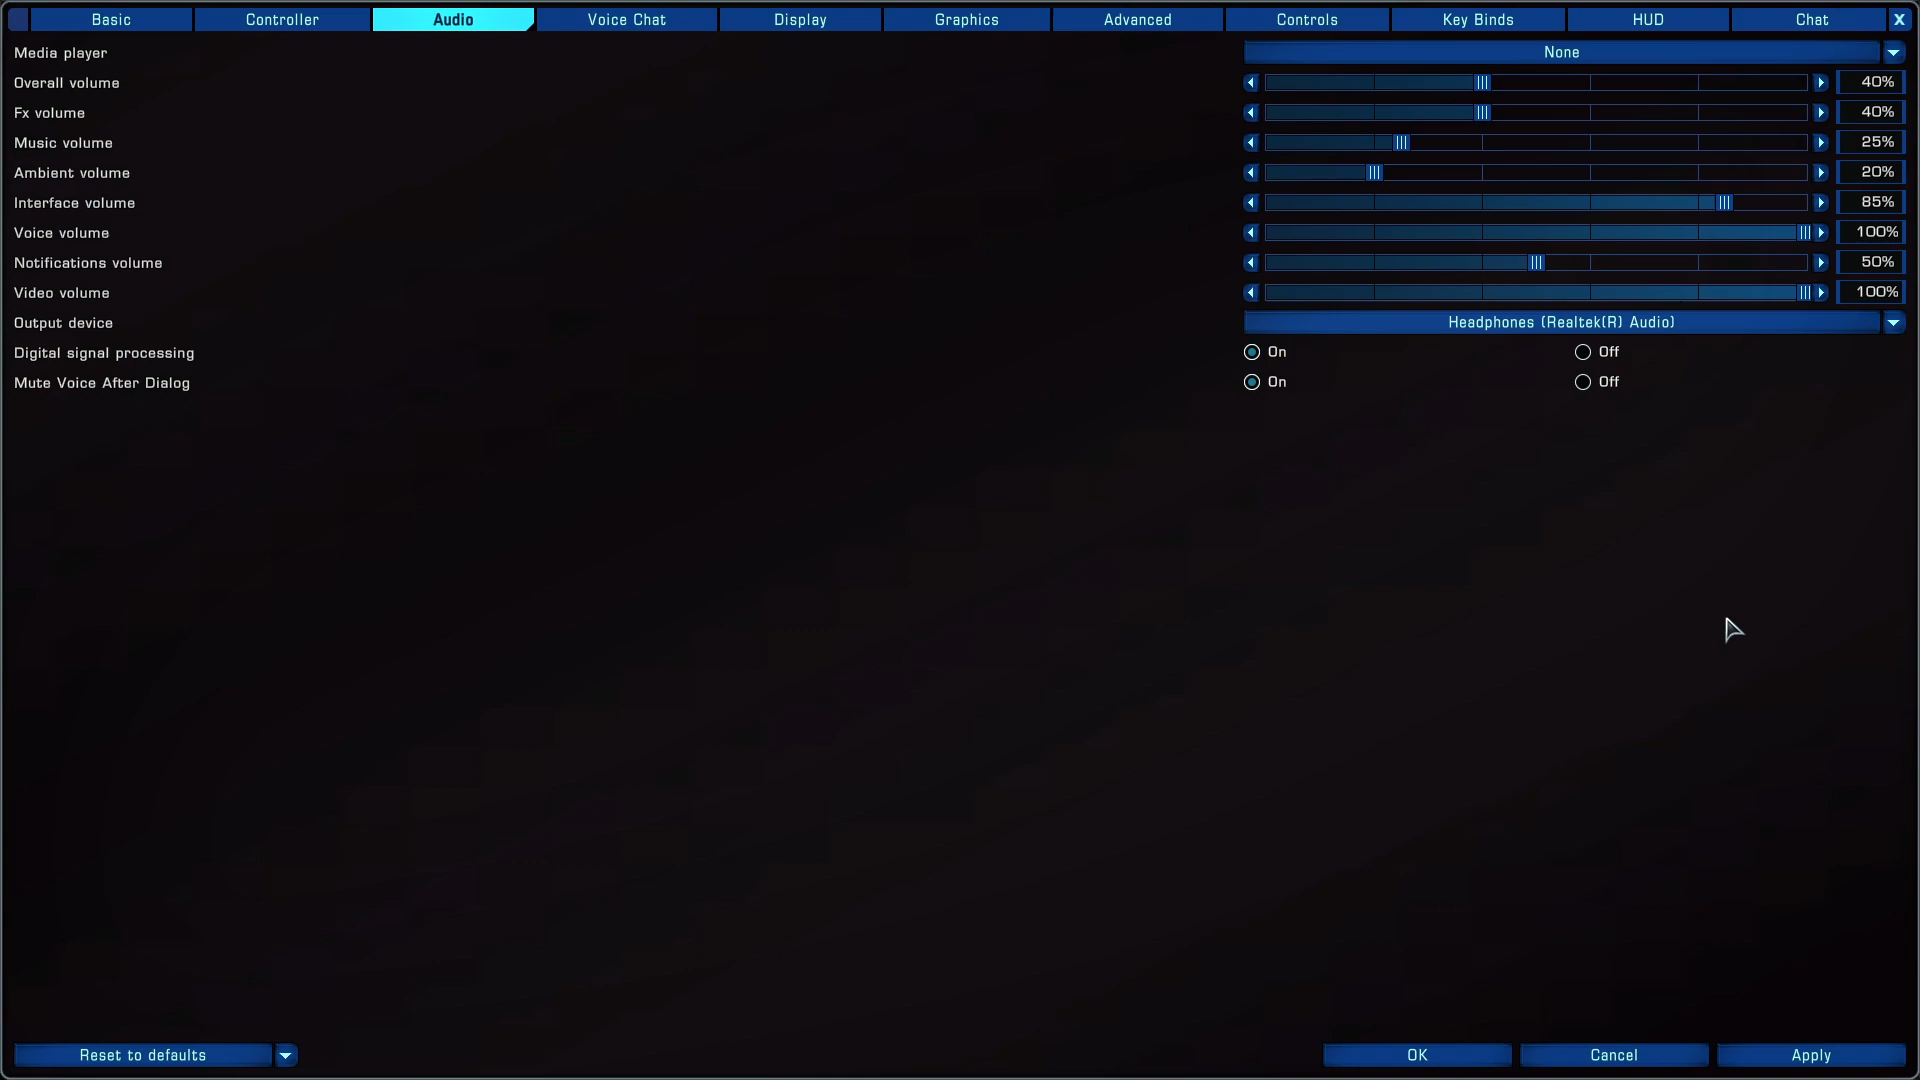 Basic Controller Audio Voice Chat Display Graphics Advanced Controls Key Binds HUD Chat X
Media player None
Overall volume 40%
Fx volume 40%
Music volume 25%
Ambient volume 20%
Interface volume 85%
Voice volume 100%
Notifications volume 50%
Video volume 100%
Output device Headphones (Realtek(R) Audio)
Digital signal processing On Off
Mute Voice After Dialog On Off
Reset to defaults OK Cancel Apply